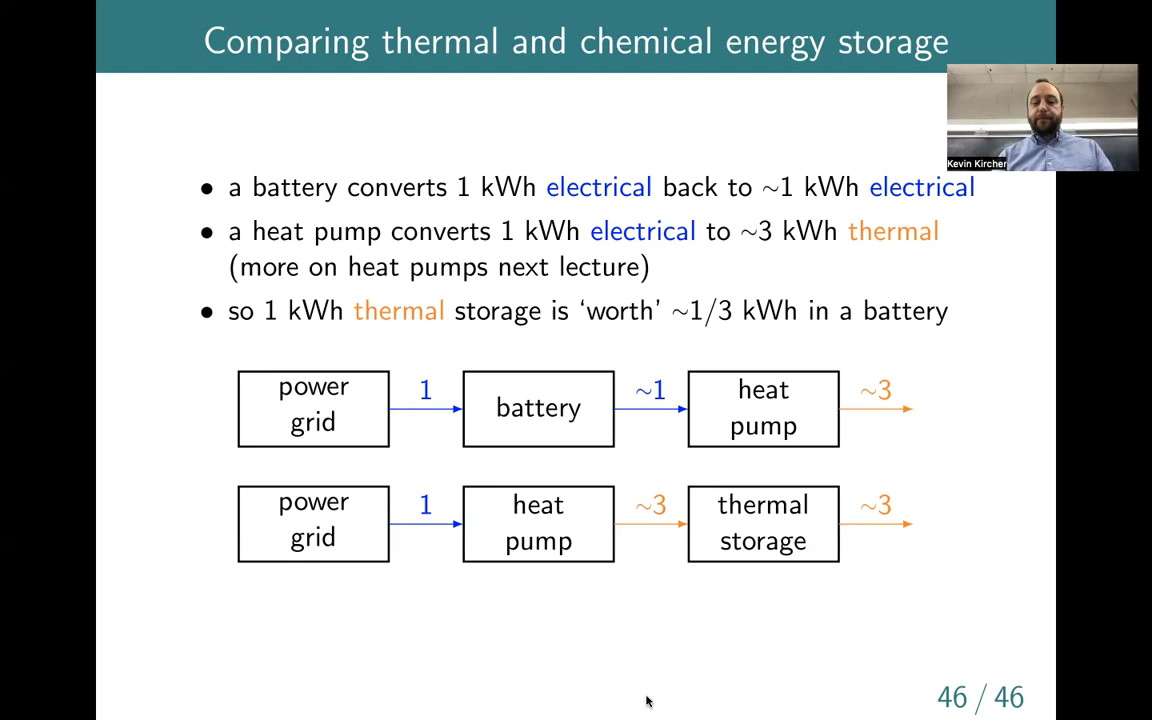 Comparing thermal and chemical energy storage
Kevin Kircher
• a battery converts 1 kWh electrical back to ~1 kWh electrical
• a heat pump converts 1 kWh electrical to ~3 kWh thermal
(more on heat pumps next lecture)
• so 1 kWh thermal storage is ‘worth’ ~1/3 kWh in a battery
power
grid
1
battery
~1
heat
pump
~3
power
grid
1
heat
pump
~3
thermal
storage
~3
46 / 46